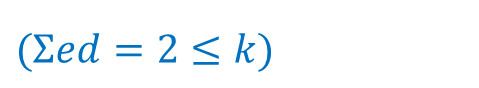 (Σed = 2 ≤ k)